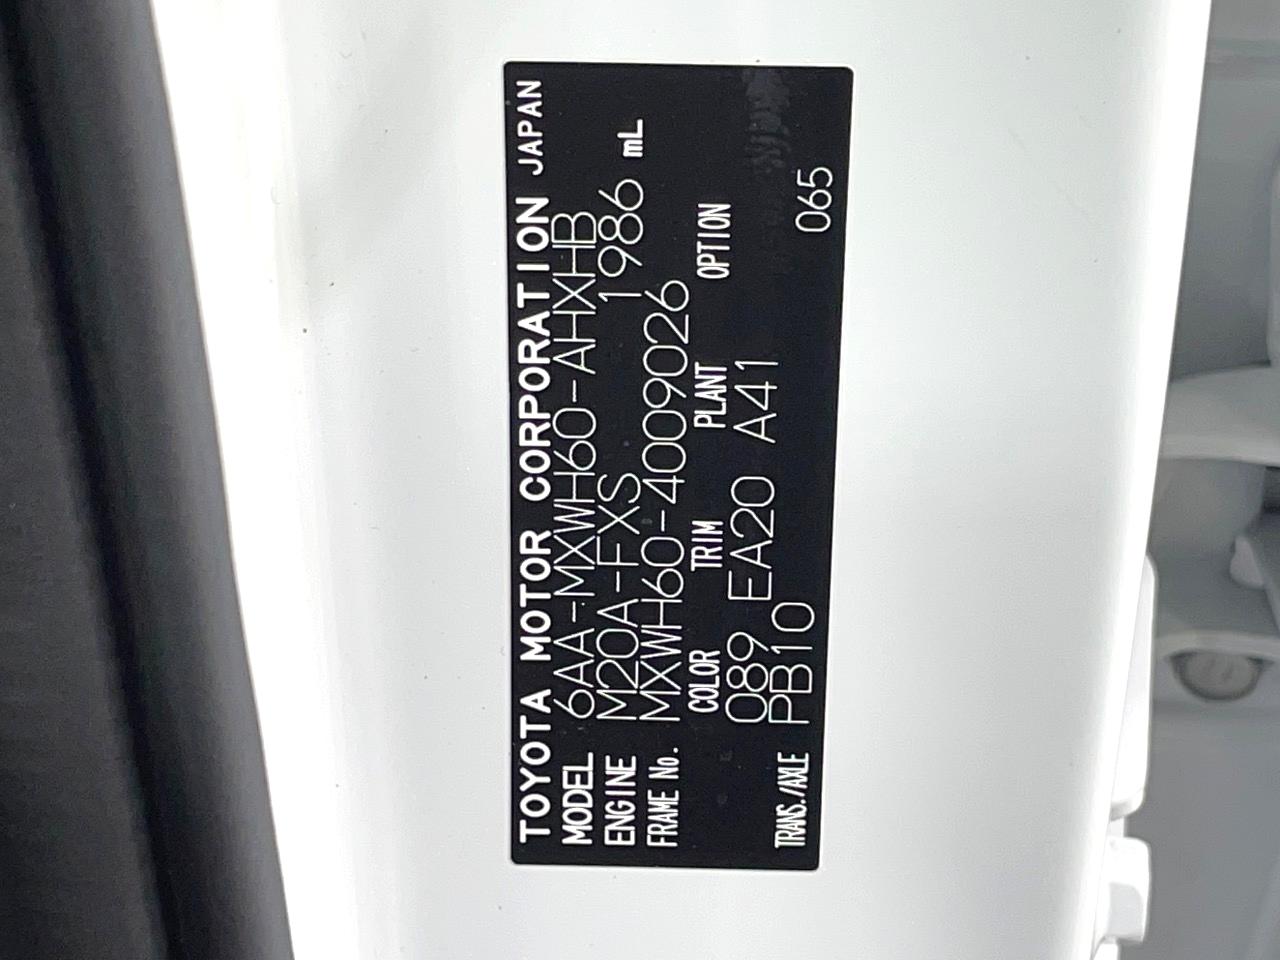 TOYOTA MOTOR CORPORATION JAPAN
MODEL 6AA-MXWH60-AHXHB
ENGINE M20A-FXS 1986 mL
FRAME No. MXWH60-4009026
COLOR TRIM PLANT OPTION
089 EA20 A41
TRANS./AXLE PB10 065